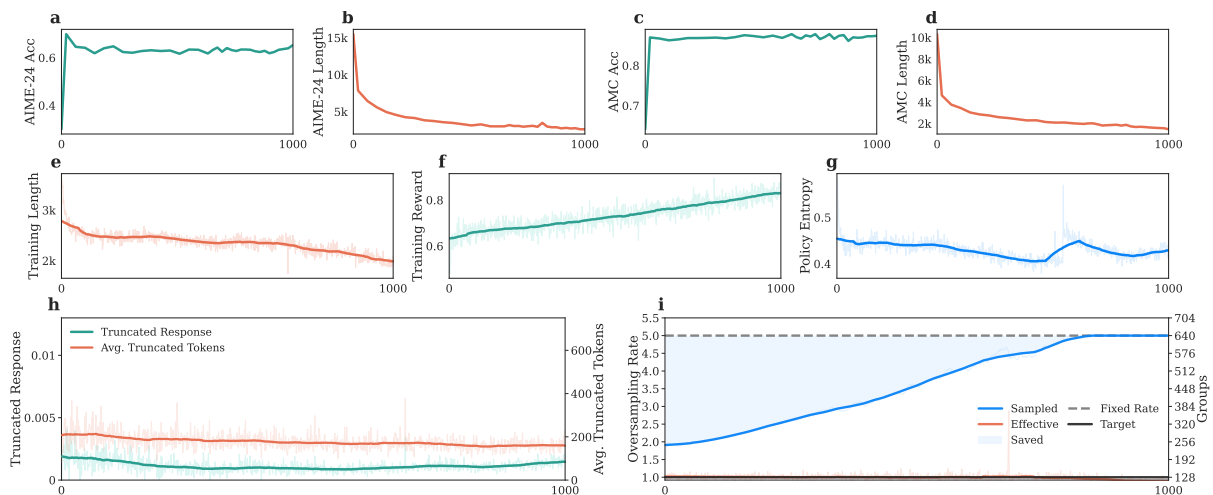 a
AIME-24 Acc
0.6
0.4
0
1000
b
AIME-24 Length
15k
10k
5k
0
1000
c
AMC Acc
0.8
0.7
0
1000
d
AMC Length
10k
8k
6k
4k
2k
0
1000
e
Training Length
3k
2k
0
1000
f
Training Reward
0.8
0.6
0
1000
g
Policy Entropy
0.5
0.4
0
1000
h
Truncated Response
0.01
0.005
0
Truncated Response
Avg. Truncated Tokens
600
400
200
0
Avg. Truncated Tokens
0
1000
i
Oversampling Rate
5.5
5.0
4.5
4.0
3.5
3.0
2.5
2.0
1.5
1.0
Sampled
Effective
Saved
Fixed Rate
Target
704
640
576
512
448
384
320
256
192
128
Groups
0
1000